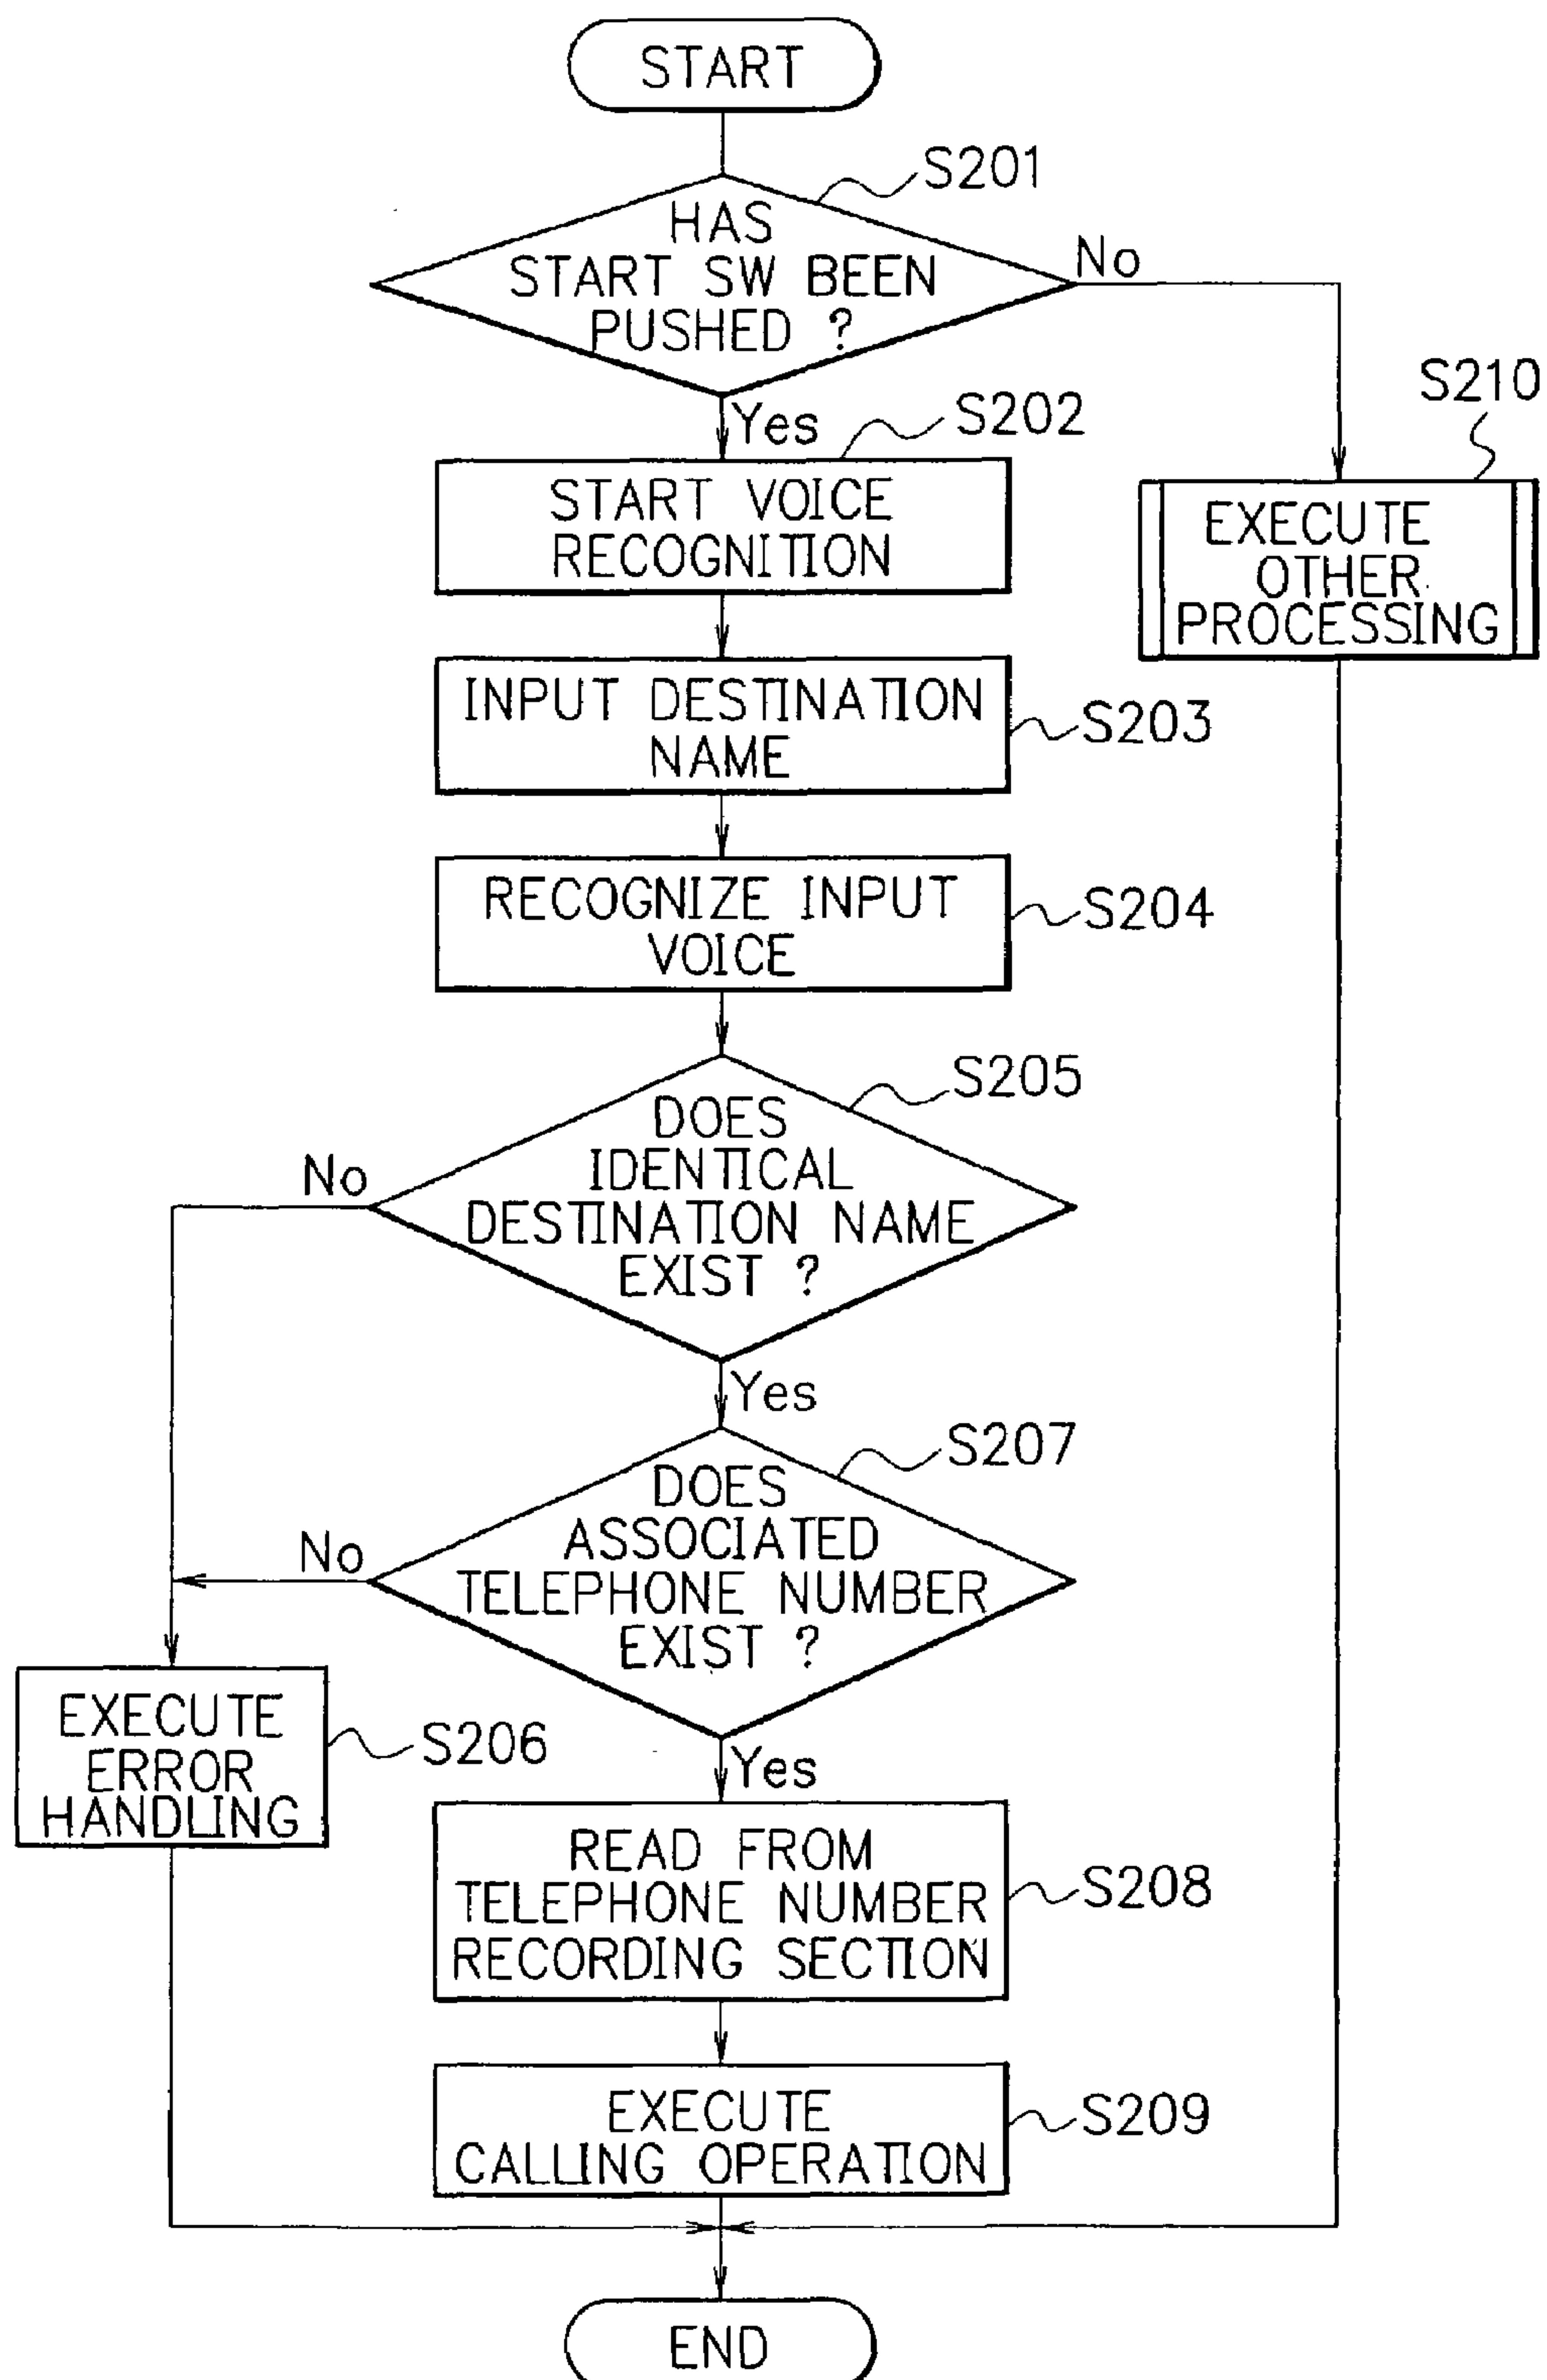 START
S201
HAS
START SW BEEN
PUSHED ?
No
Yes
S202
START VOICE
RECOGNITION
S210
EXECUTE
OTHER
PROCESSING
INPUT DESTINATION
NAME
S203
RECOGNIZE INPUT
VOICE
S204
S205
DOES
IDENTICAL
DESTINATION NAME
EXIST ?
No
Yes
S207
DOES
ASSOCIATED
TELEPHONE NUMBER
EXIST ?
No
Yes
EXECUTE
ERROR
HANDLING
S206
READ FROM
TELEPHONE NUMBER
RECORDING SECTION
S208
EXECUTE
CALLING OPERATION
S209
END